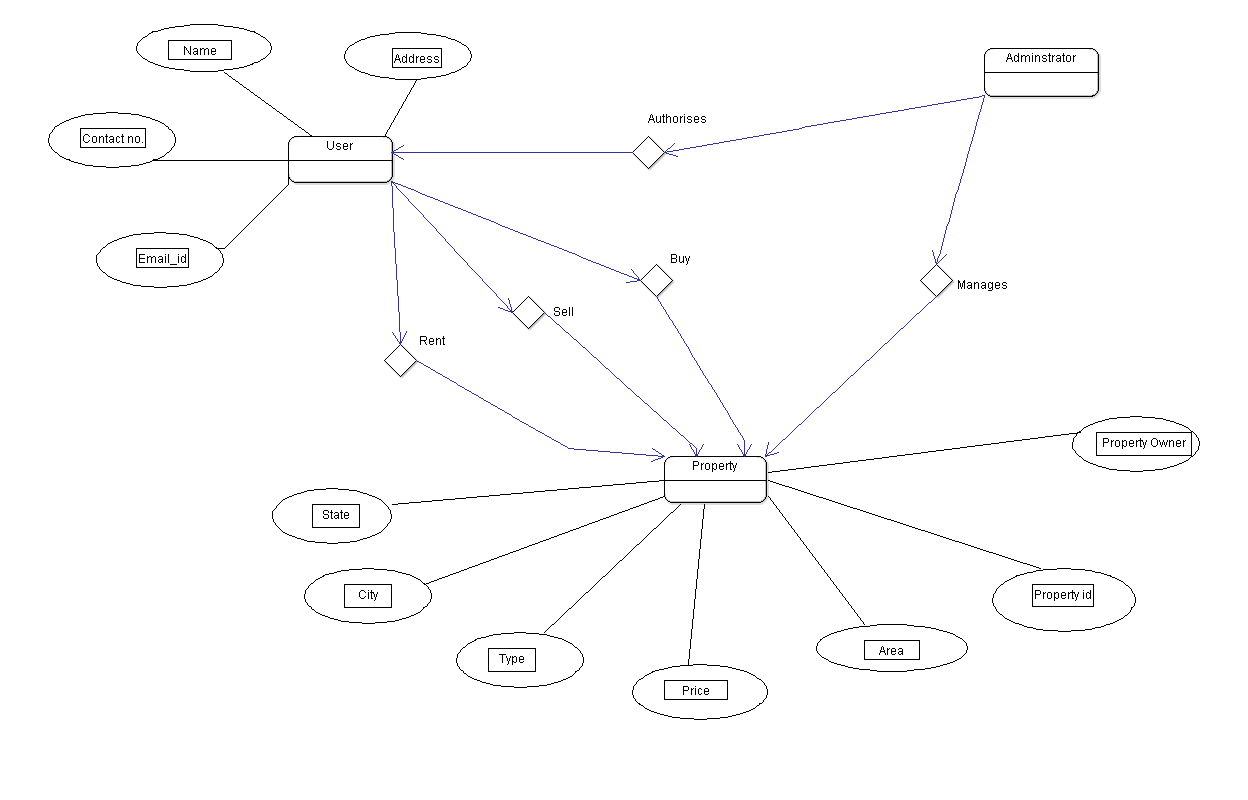 Name
Address
Adminstrator
Contact no.
Authorises
User
Email_id
Buy
Manages
Sell
Rent
Property Owner
Property
State
City
Property id
Type
Area
Price